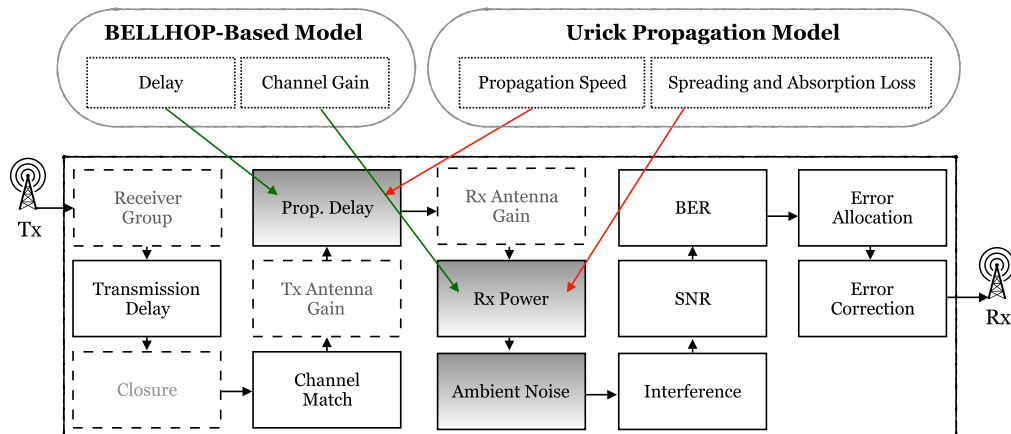 BELLHOP-Based Model
Urick Propagation Model
Delay
Channel Gain
Propagation Speed
Spreading and Absorption Loss
Tx
Receiver
Group
Prop. Delay
Rx Antenna
Gain
BER
Error
Allocation
Transmission
Delay
Tx Antenna
Gain
Rx Power
SNR
Error
Correction
Rx
Closure
Channel
Match
Ambient Noise
Interference